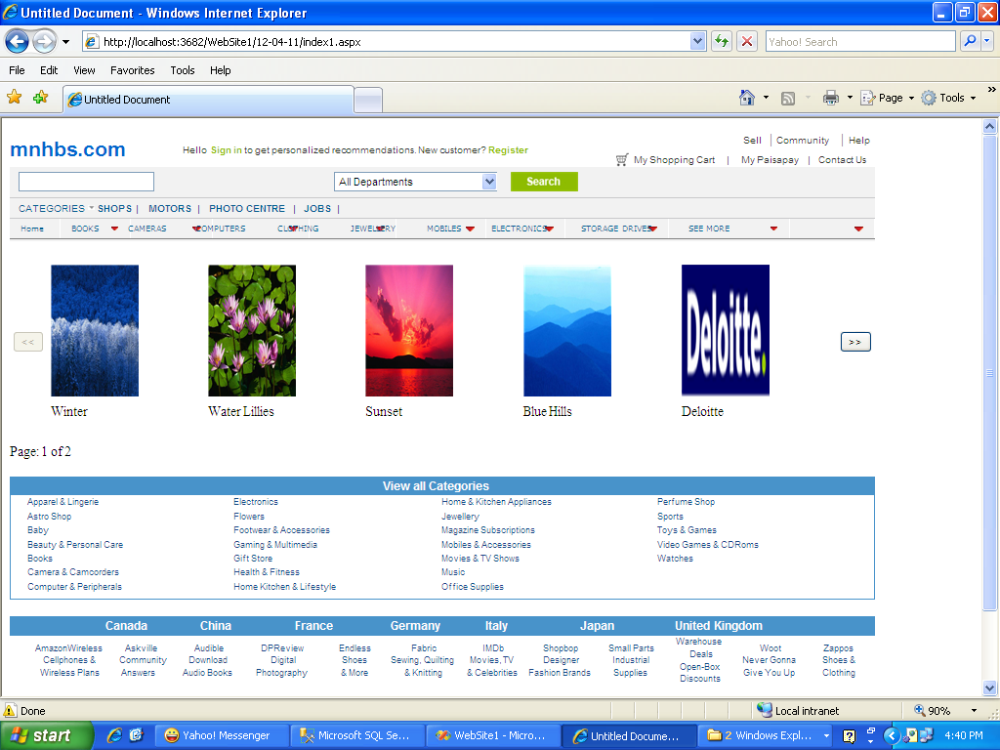 Untitled Document - Windows Internet Explorer
http://localhost:3682/WebSite1/12-04-11/index1.aspx
Yahoo! Search
File Edit View Favorites Tools Help
Untitled Document
Page Tools
mnhbs.com
Hello Sign in to get personalized recommendations. New customer? Register
Sell Community Help
My Shopping Cart | My Paisapay | Contact Us
All Departments Search
CATEGORIES SHOPS | MOTORS | PHOTO CENTRE | JOBS |
Home BOOKS CAMERAS COMPUTERS CLOTHING JEWELLERY MOBILES ELECTRONICS STORAGE DRIVES SEE MORE
Deloitte.
<< >>
Winter Water Lillies Sunset Blue Hills Deloitte
Page: 1 of 2
View all Categories
Apparel & Lingerie Electronics Home & Kitchen Appliances Perfume Shop
Astro Shop Flowers Jewellery Sports
Baby Footwear & Accessories Magazine Subscriptions Toys & Games
Beauty & Personal Care Gaming & Multimedia Mobiles & Accessories Video Games & CDRoms
Books Gift Store Movies & TV Shows Watches
Camera & Camcorders Health & Fitness Music
Computer & Peripherals Home Kitchen & Lifestyle Office Supplies
Canada China France Germany Italy Japan United Kingdom
AmazonWireless
Cellphones &
Wireless Plans
Askville
Community
Answers
Audible
Download
Audio Books
DPReview
Digital
Photography
Endless
Shoes
& More
Fabric
Sewing, Quilting
& Knitting
IMDb
Movies, TV
& Celebrities
Shopbop
Designer
Fashion Brands
Small Parts
Industrial
Supplies
Warehouse
Deals
Open-Box
Discounts
Woot
Never Gonna
Give You Up
Zappos
Shoes &
Clothing
Done Local intranet 90%
start Yahoo! Messenger Microsoft SQL Se... WebSite1 - Micro... Untitled Docume... 2 Windows Expl... 4:40 PM